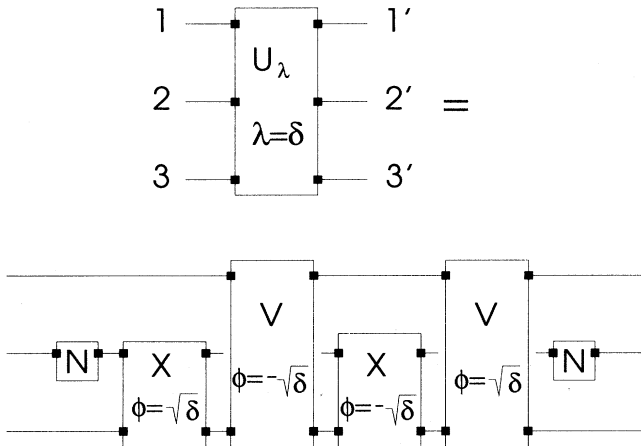 1 1′
U_λ
2 2′ =
λ=δ
3 3′
V V
N X X N
ϕ=-√δ ϕ=√δ
ϕ=√δ ϕ=-√δ